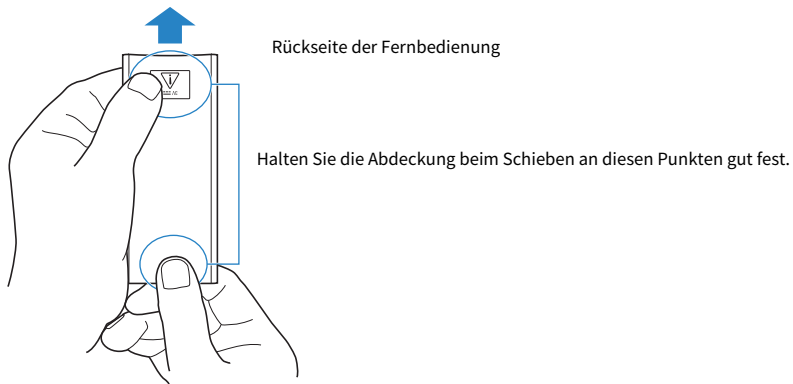 Rückseite der Fernbedienung
Halten Sie die Abdeckung beim Schieben an diesen Punkten gut fest.